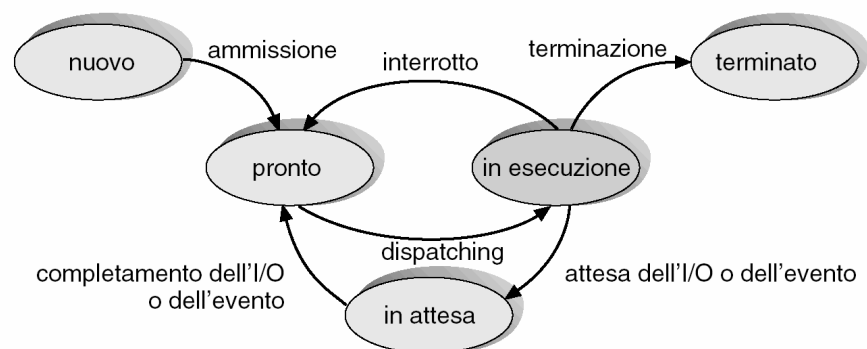 nuovo
ammissione
interrotto
terminazione
terminato
pronto
in esecuzione
dispatching
completamento dell'I/O
o dell'evento
attesa dell'I/O o dell'evento
in attesa